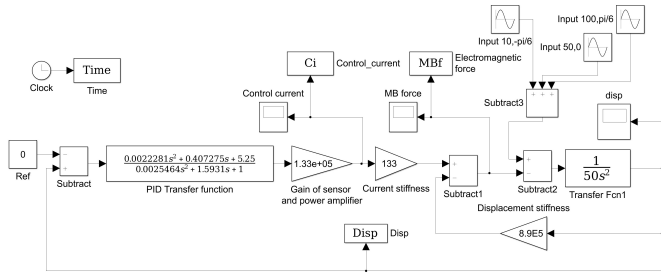 Input 10,-pi/6
Input 100,pi/6
Input 50,0
Clock
Time
Time
Ci
Control_current
MBf
Electromagnetic
force
Control current
MB force
Subtract3
+ + +
disp
0
Ref
−
+
Subtract
0.0022281s² + 0.407275s + 5.25
0.0025464s² + 1.5931s + 1
PID Transfer function
1.33e+05
Gain of sensor
and power amplifier
133
Current stiffness
+
−
Subtract1
+
−
Subtract2
1
50s²
Transfer Fcn1
Displacement stiffness
8.9E5
Disp
Disp